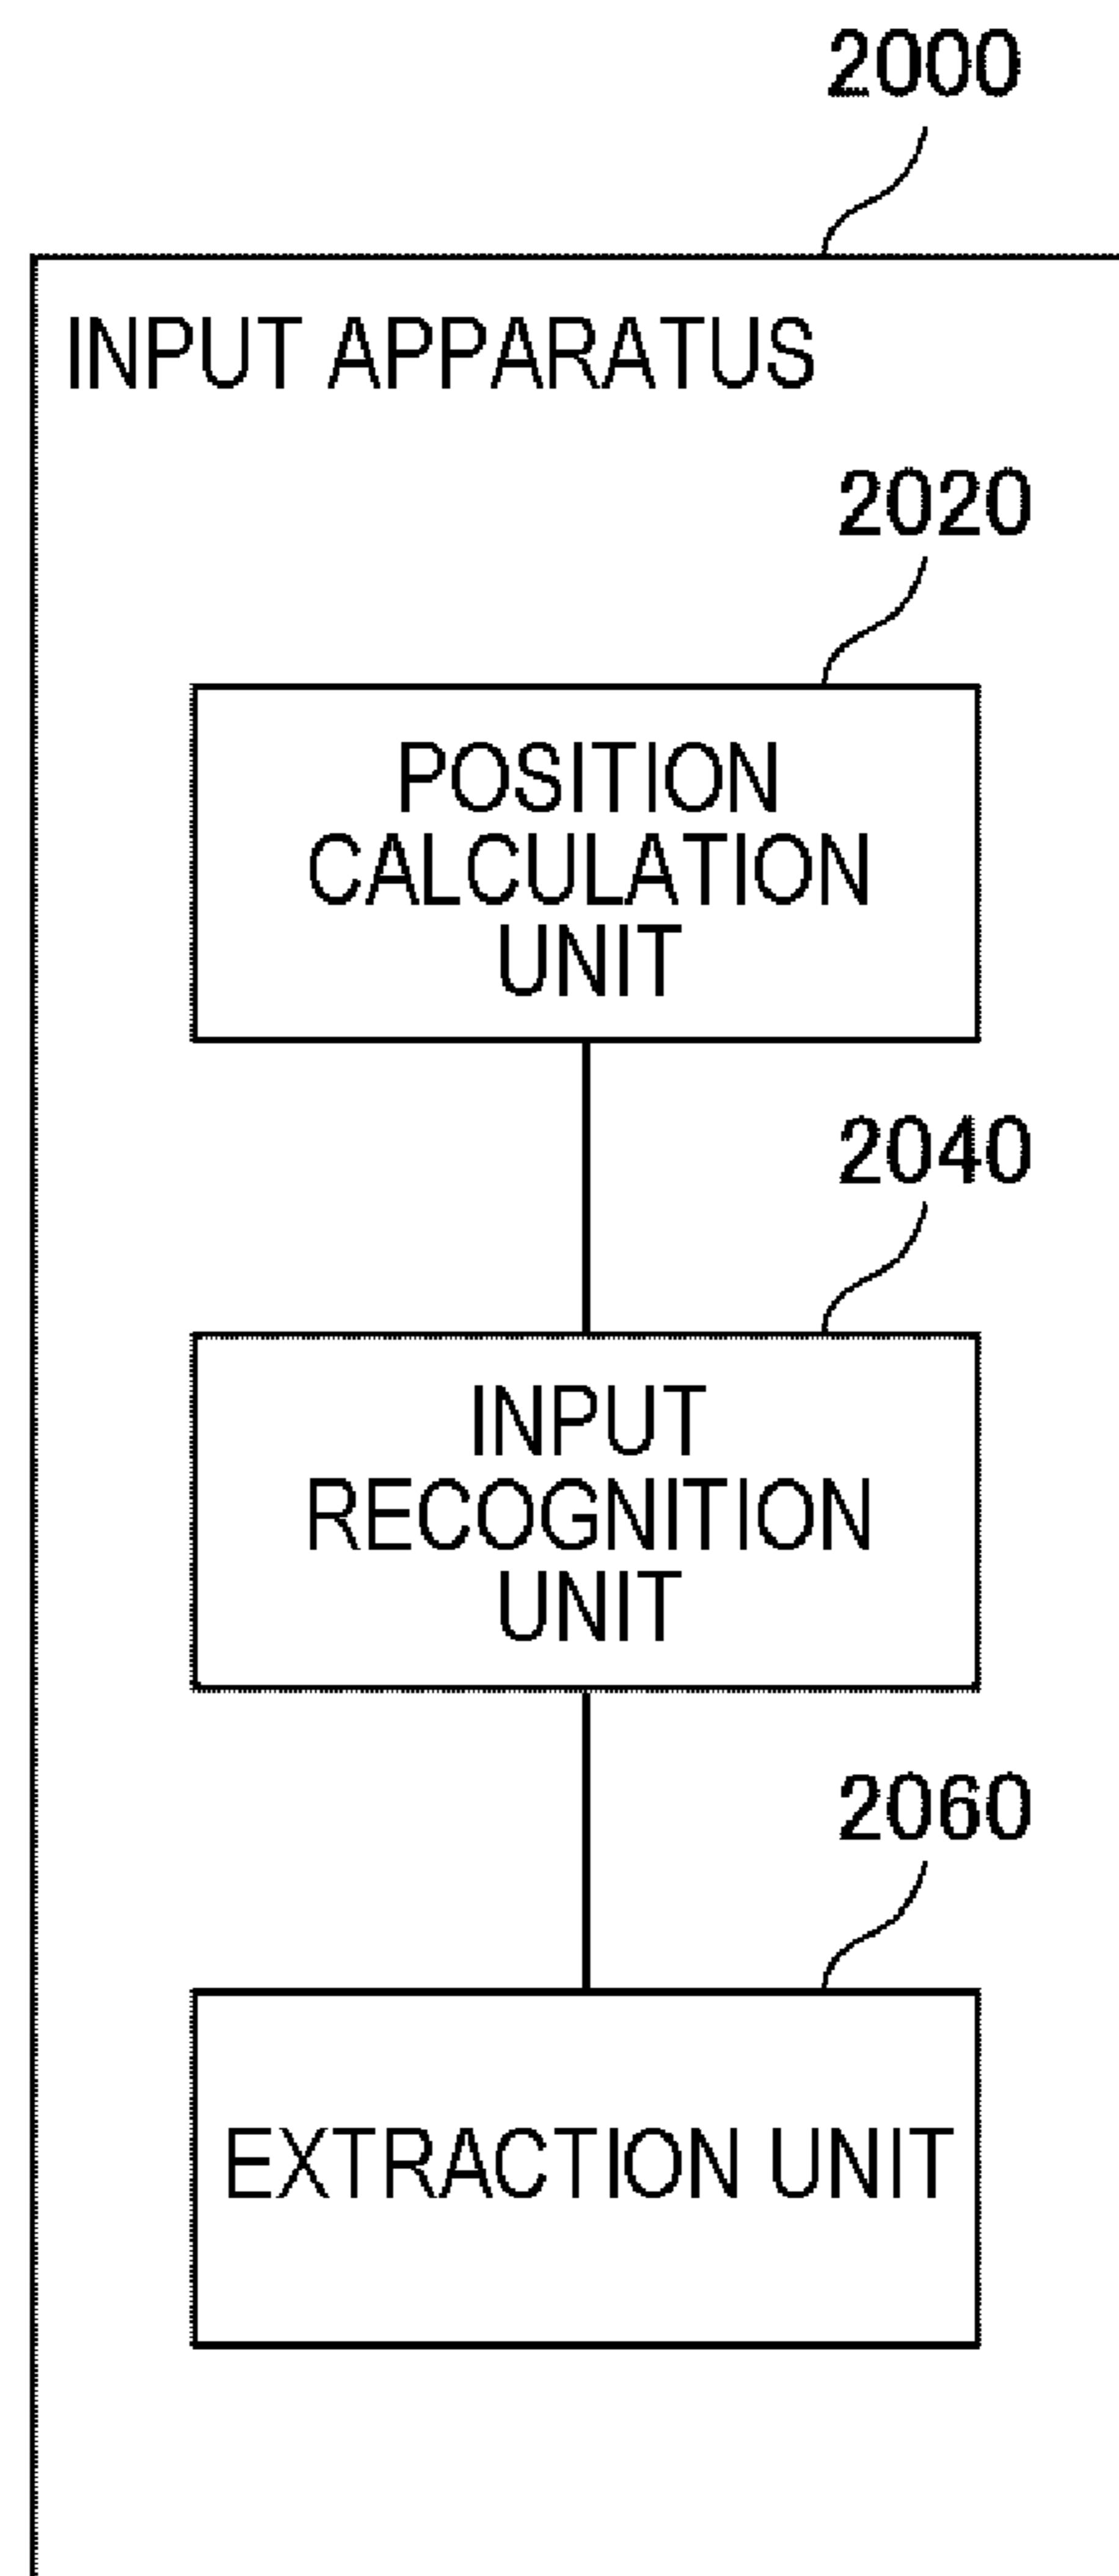 2000
INPUT APPARATUS
2020
POSITION
CALCULATION
UNIT
2040
INPUT
RECOGNITION
UNIT
2060
EXTRACTION UNIT